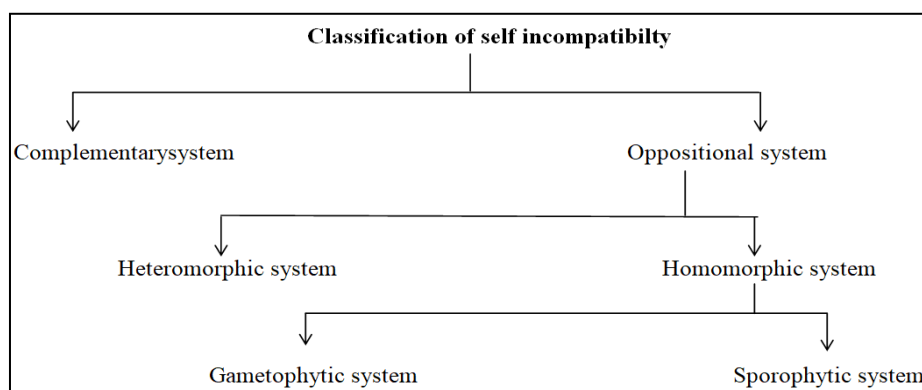 Classification of self incompatibilty
Complementarysystem
Oppositional system
Heteromorphic system
Homomorphic system
Gametophytic system
Sporophytic system